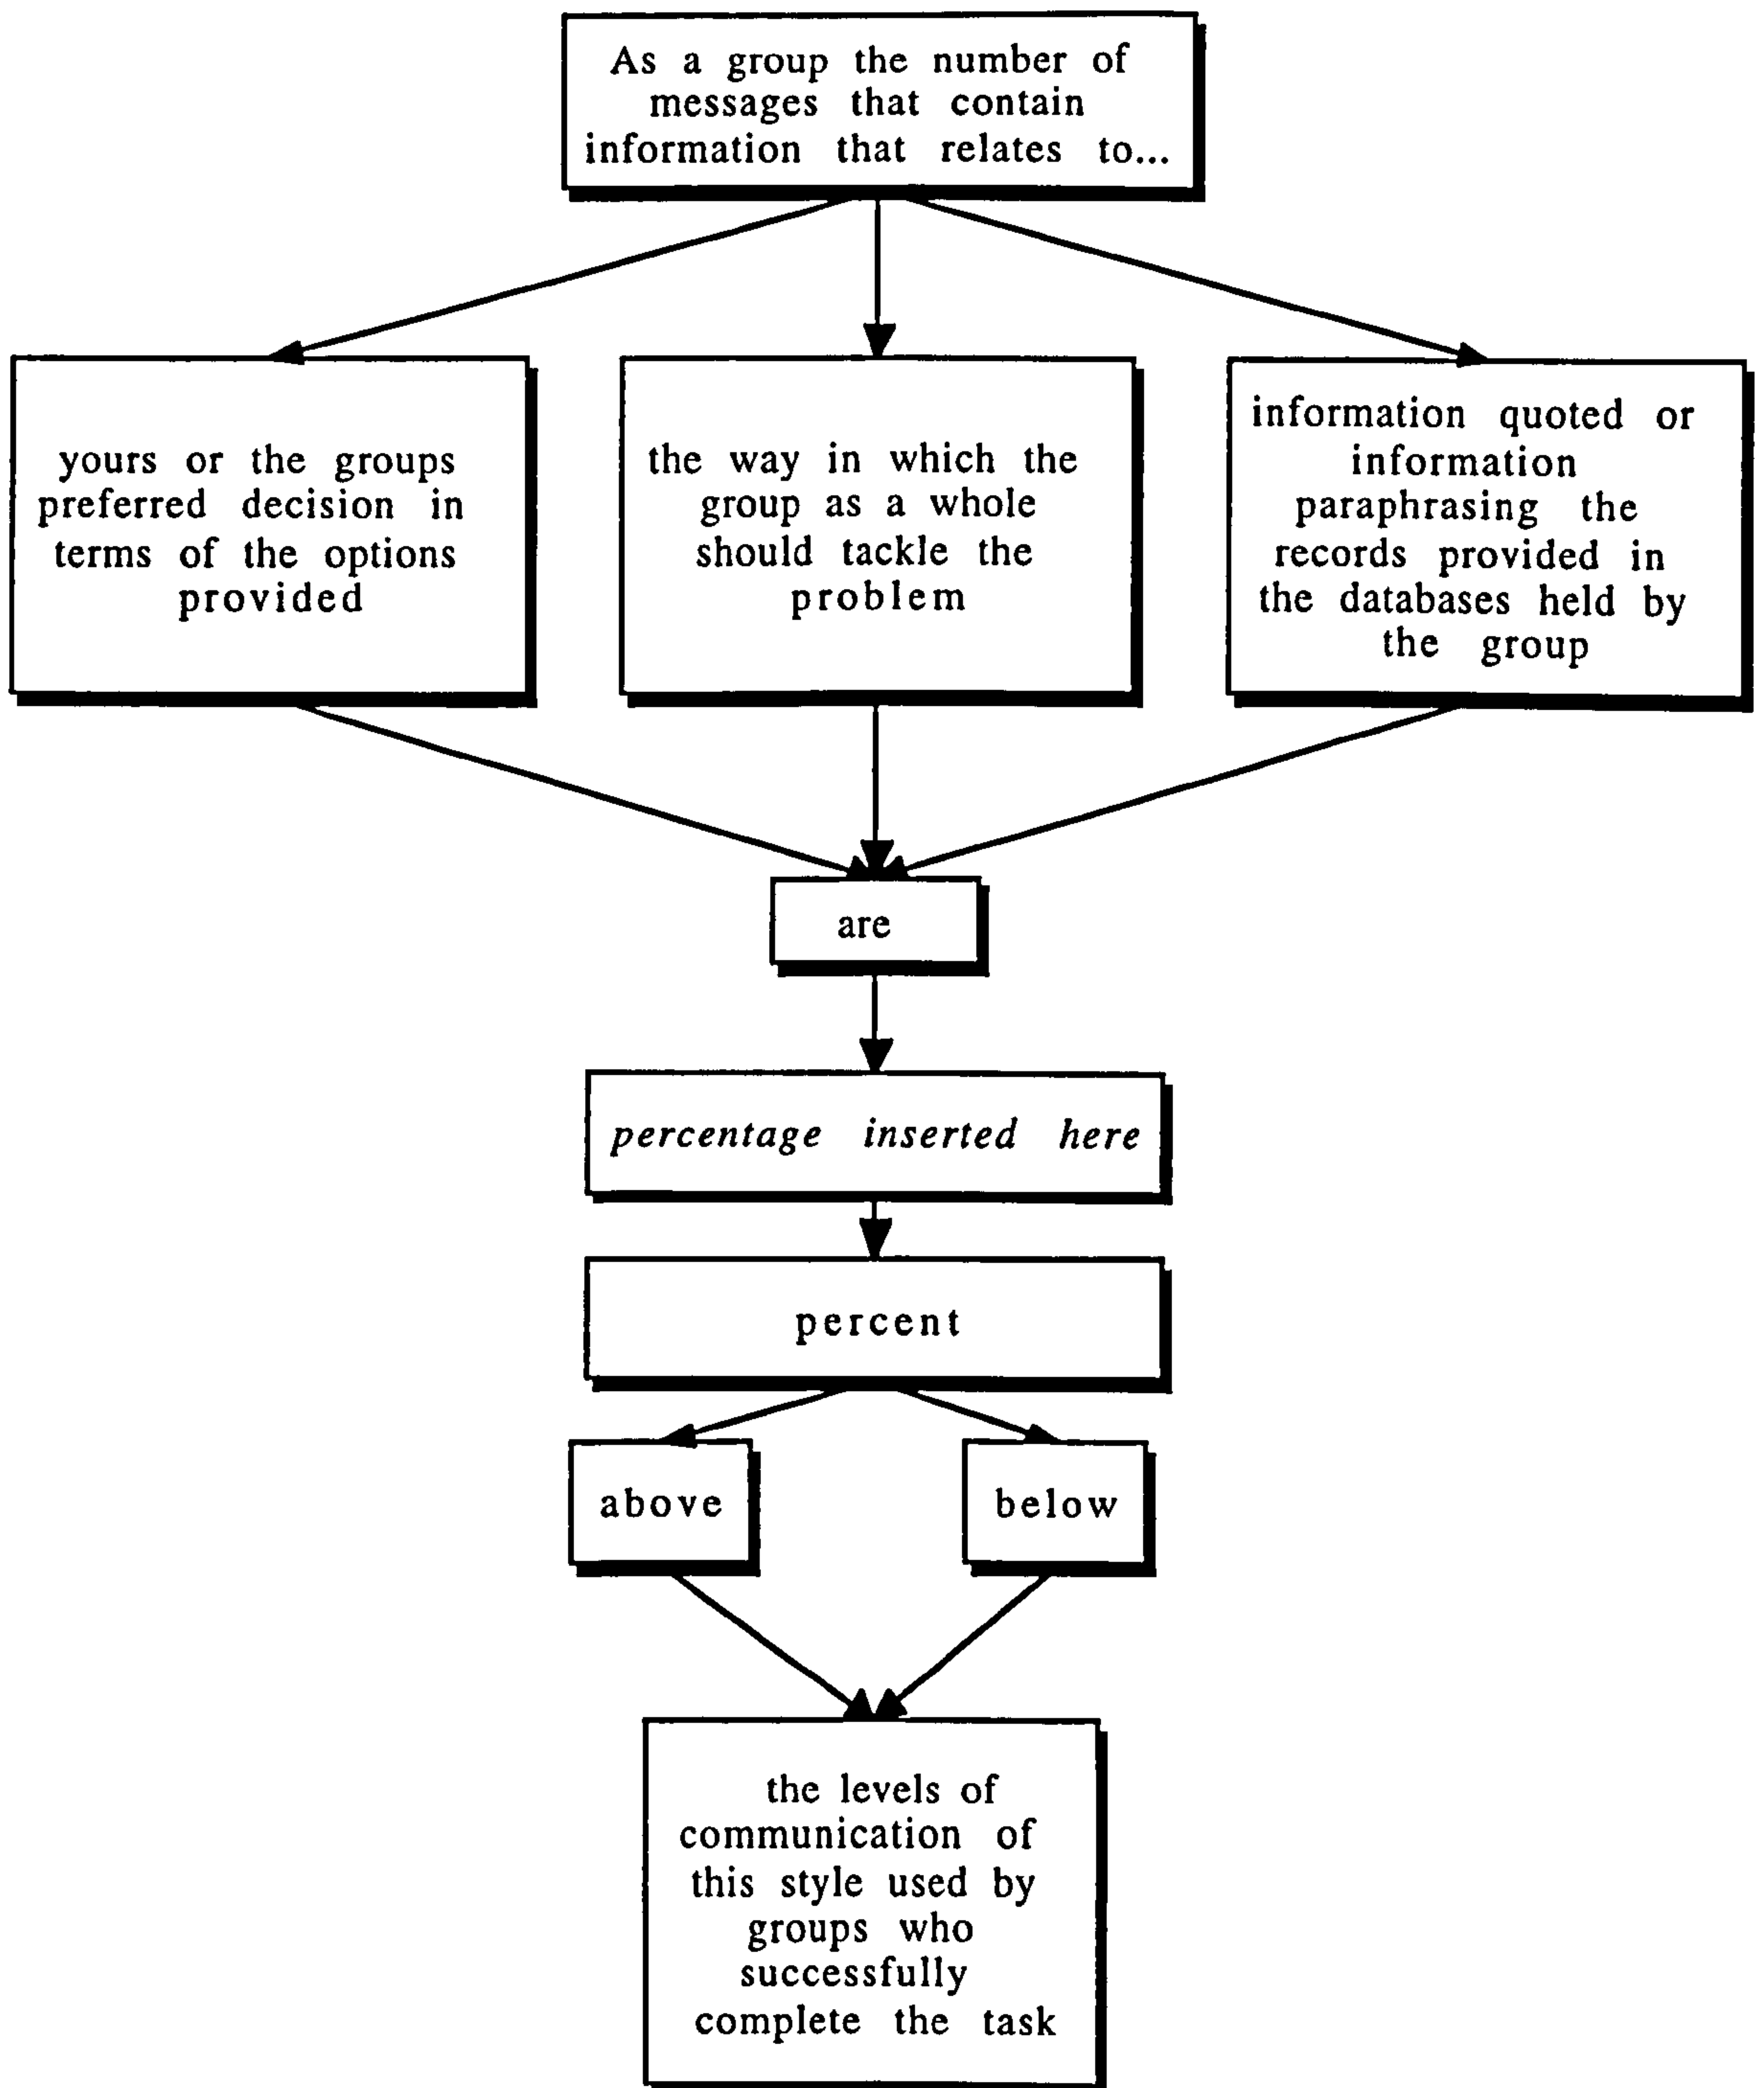 As a group the number of
messages that contain
information that relates to...
yours or the groups
preferred decision in
terms of the options
provided
the way in which the
group as a whole
should tackle the
problem
information quoted or
information
paraphrasing the
records provided in
the databases held by
the group
are
percentage inserted here
percent
above
below
the levels of
communication of
this style used by
groups who
successfully
complete the task